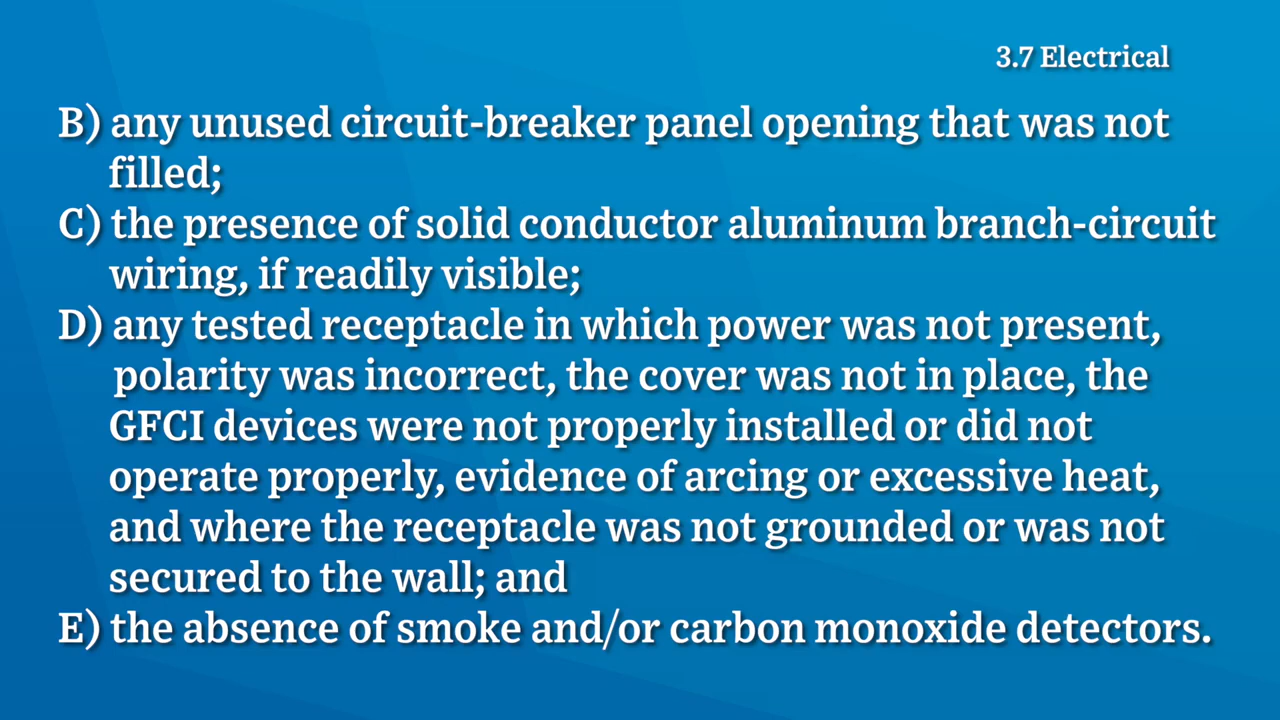 3.7 Electrical
B) any unused circuit-breaker panel opening that was not
filled;
C) the presence of solid conductor aluminum branch-circuit
wiring, if readily visible;
D) any tested receptacle in which power was not present,
polarity was incorrect, the cover was not in place, the
GFCI devices were not properly installed or did not
operate properly, evidence of arcing or excessive heat,
and where the receptacle was not grounded or was not
secured to the wall; and
E) the absence of smoke and/or carbon monoxide detectors.